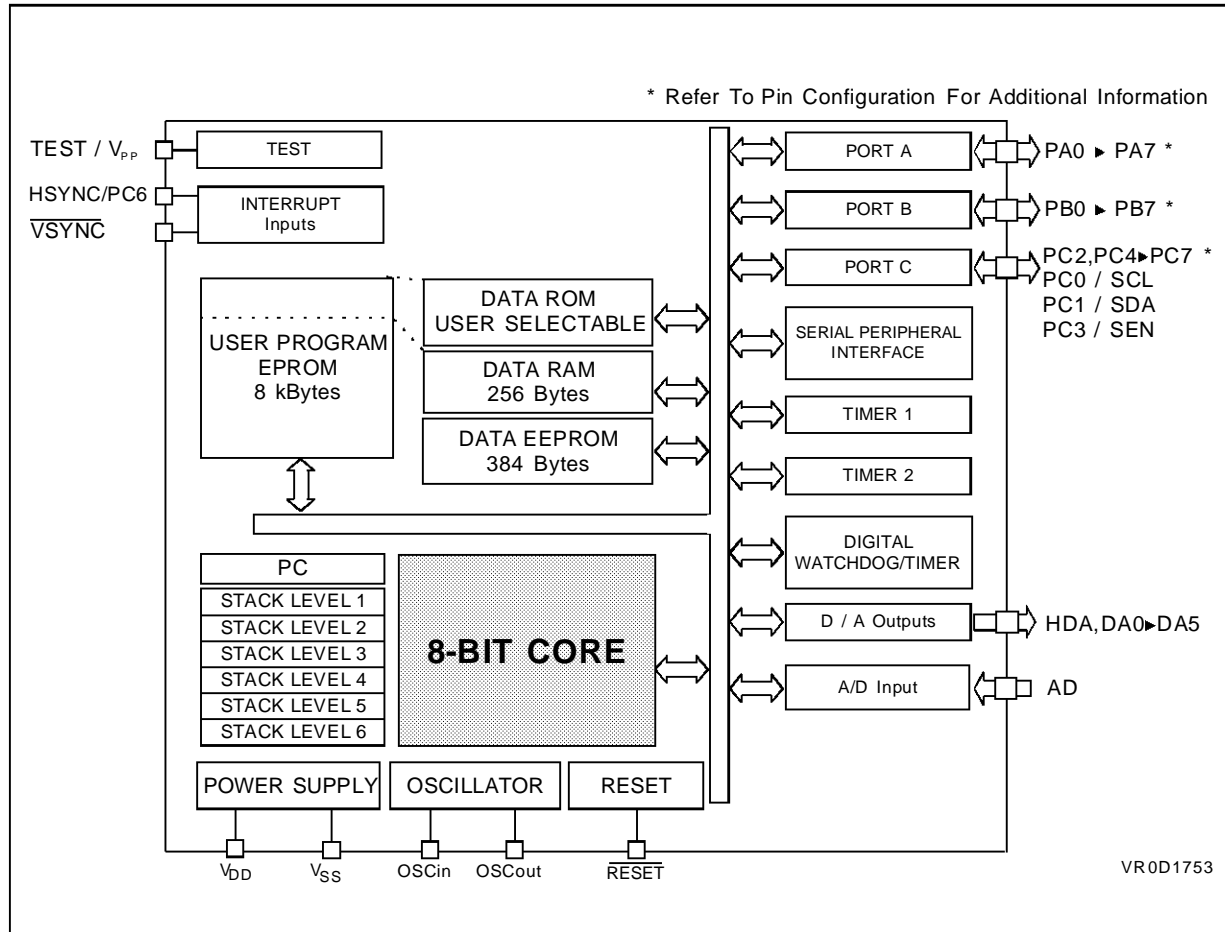 * Refer To Pin Configuration For Additional Information
TEST / VPP
TEST
HSYNC/PC6
VSYNC
INTERRUPT
Inputs
USER PROGRAM
EPROM
8 kBytes
DATA ROM
USER SELECTABLE
DATA RAM
256 Bytes
DATA EEPROM
384 Bytes
PC
STACK LEVEL 1
STACK LEVEL 2
STACK LEVEL 3
STACK LEVEL 4
STACK LEVEL 5
STACK LEVEL 6
8-BIT CORE
POWER SUPPLY
OSCILLATOR
RESET
VDD
VSS
OSCin
OSCout
RESET
PORT A
PA0 ▸ PA7 *
PORT B
PB0 ▸ PB7 *
PORT C
PC2,PC4▸PC7 *
PC0 / SCL
PC1 / SDA
PC3 / SEN
SERIAL PERIPHERAL
INTERFACE
TIMER 1
TIMER 2
DIGITAL
WATCHDOG/TIMER
D / A Outputs
HDA,DA0▸DA5
A/D Input
AD
VR0D1753